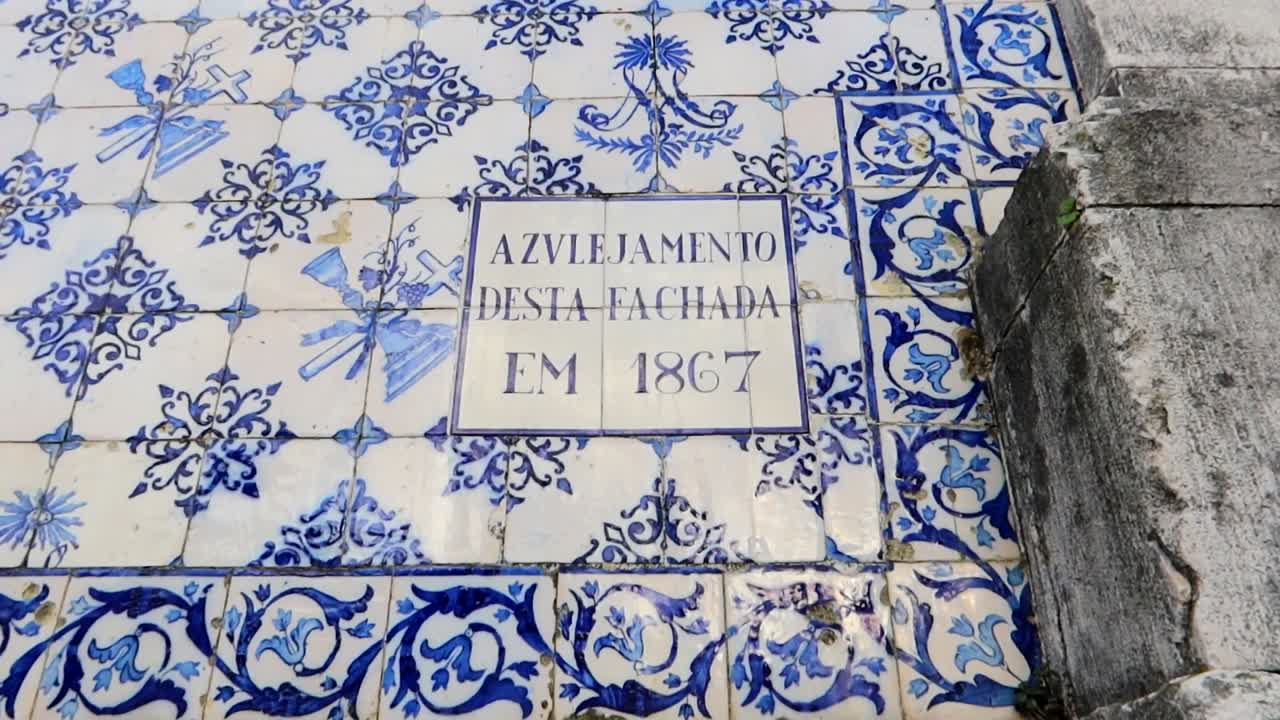 AZVLEJAMENTO
DESTA FACHADA
EM 1867